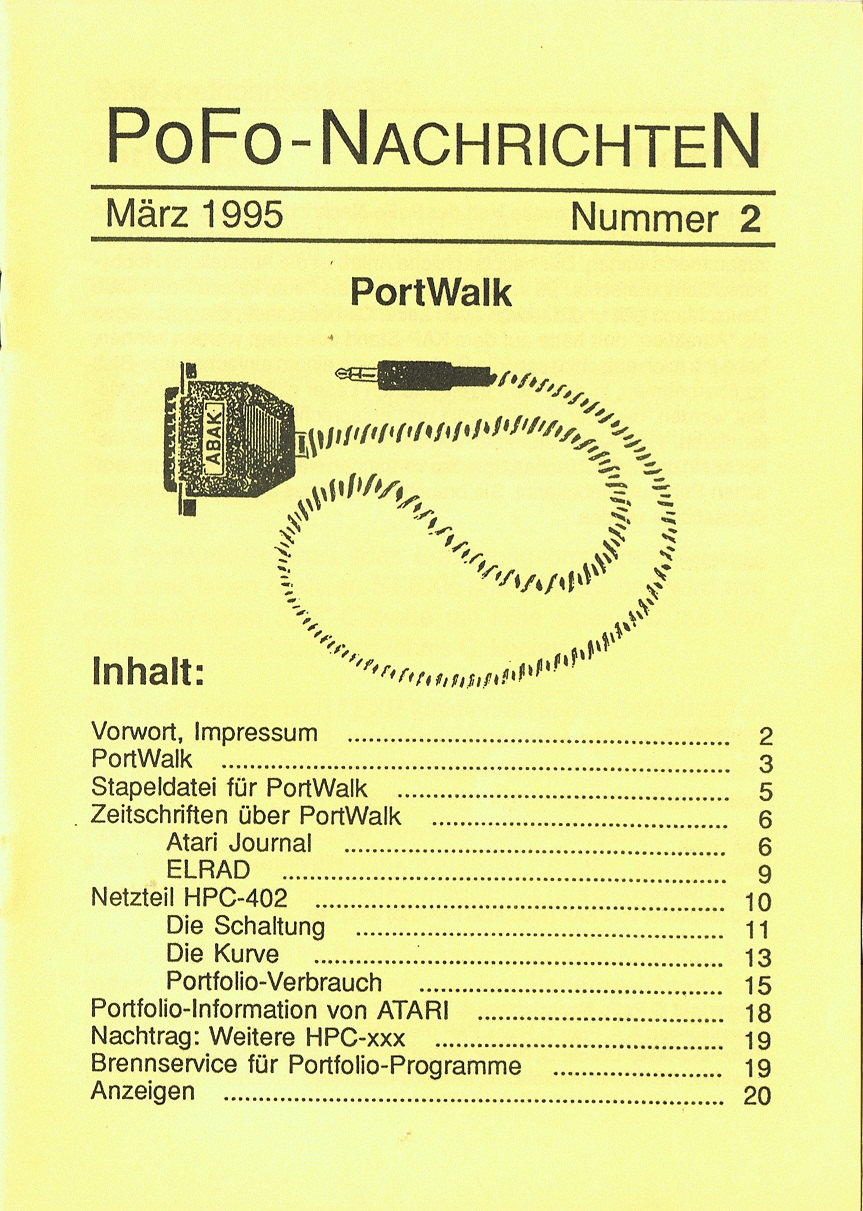 PoFo-NACHRICHTEN
März 1995 Nummer 2
PortWalk
ABAK
Inhalt:
Vorwort, Impressum ........................................................ 2
PortWalk ........................................................................ 3
Stapeldatei für PortWalk ................................................ 5
Zeitschriften über PortWalk ........................................... 6
Atari Journal ........................................................ 6
ELRAD ................................................................ 9
Netzteil HPC-402 ........................................................... 10
Die Schaltung ..................................................... 11
Die Kurve ........................................................... 13
Portfolio-Verbrauch ............................................ 15
Portfolio-Information von ATARI .................................... 18
Nachtrag: Weitere HPC-xxx .......................................... 19
Brennservice für Portfolio-Programme ........................ 19
Anzeigen ....................................................................... 20